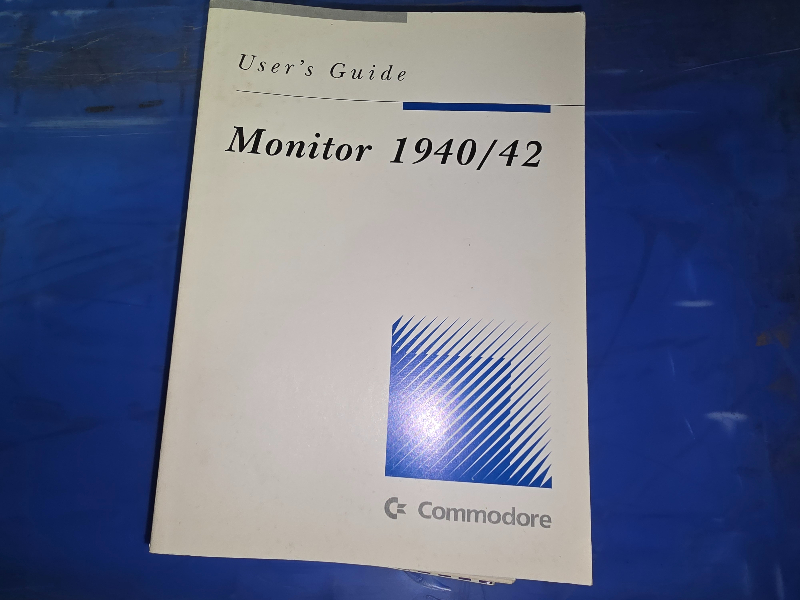 User's Guide
Monitor 1940/42
Commodore